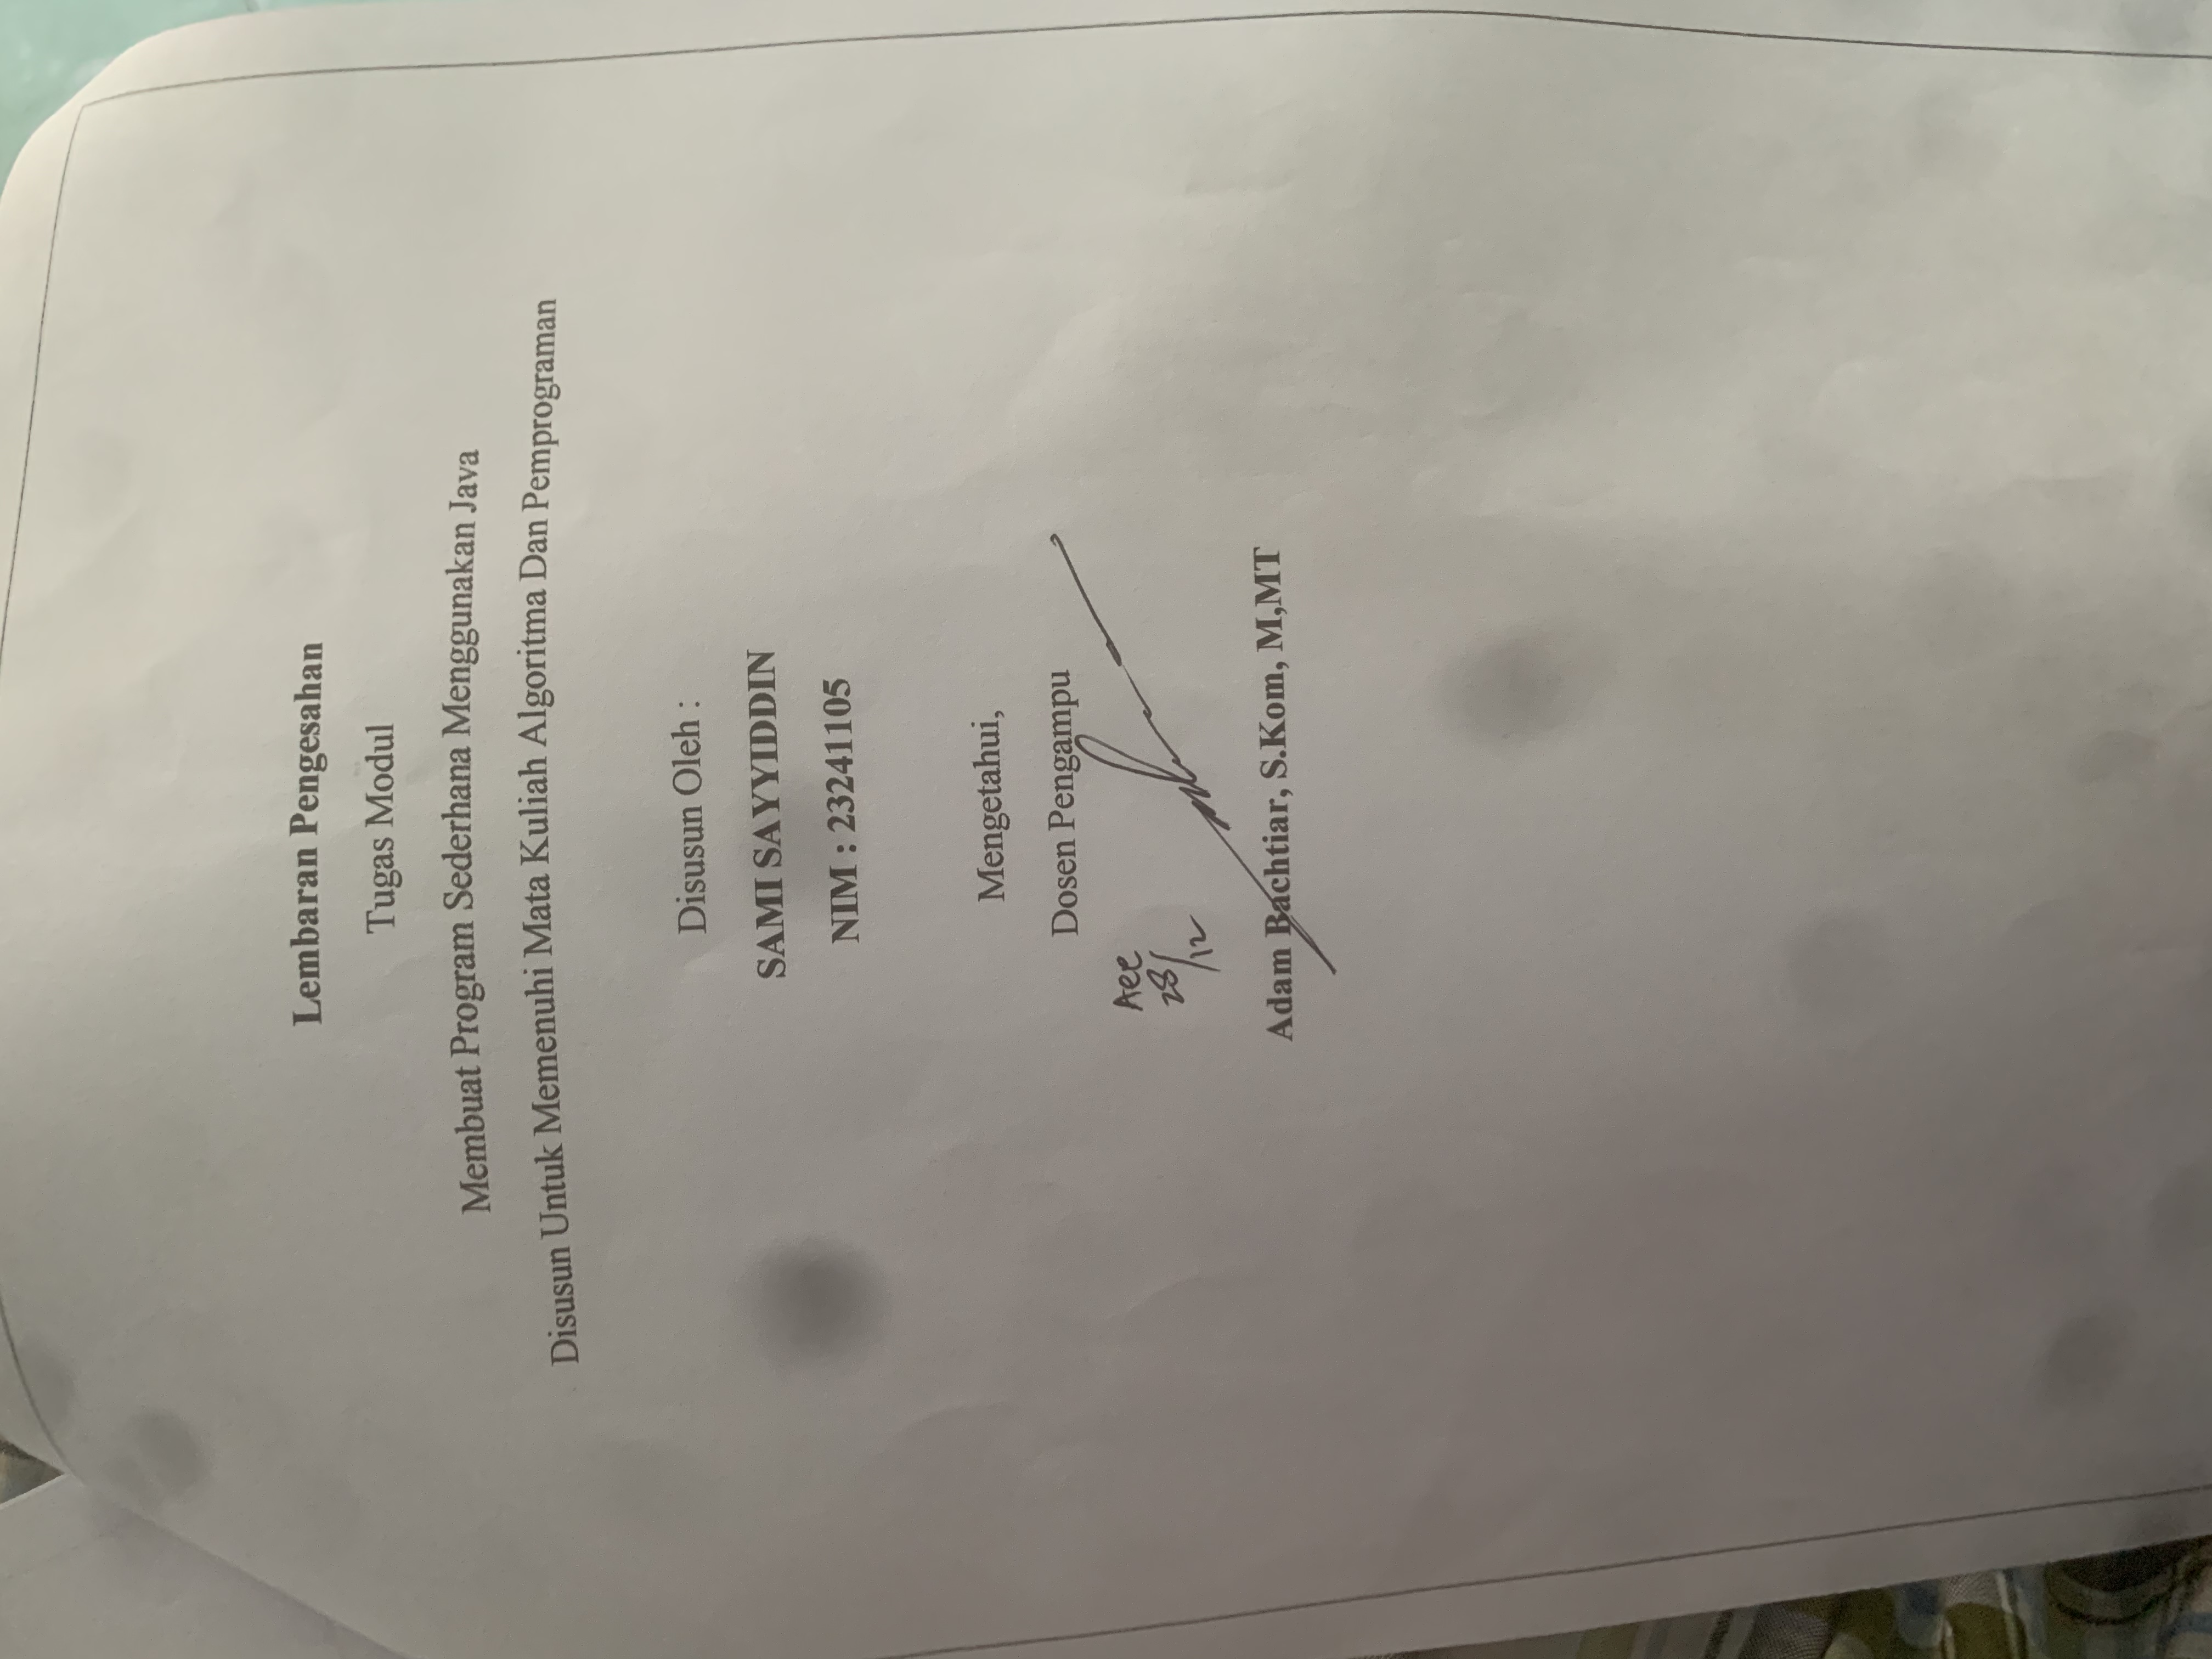 Lembaran Pengesahan
Tugas Modul
Membuat Program Sederhana Menggunakan Java
Disusun Untuk Memenuhi Mata Kuliah Algoritma Dan Pemprograman
Disusun Oleh :
SAMI SAYYIDDIN
NIM : 23241105
Mengetahui,
Dosen Pengampu
Acc
28/12
Adam Bachtiar, S.Kom, M,MT